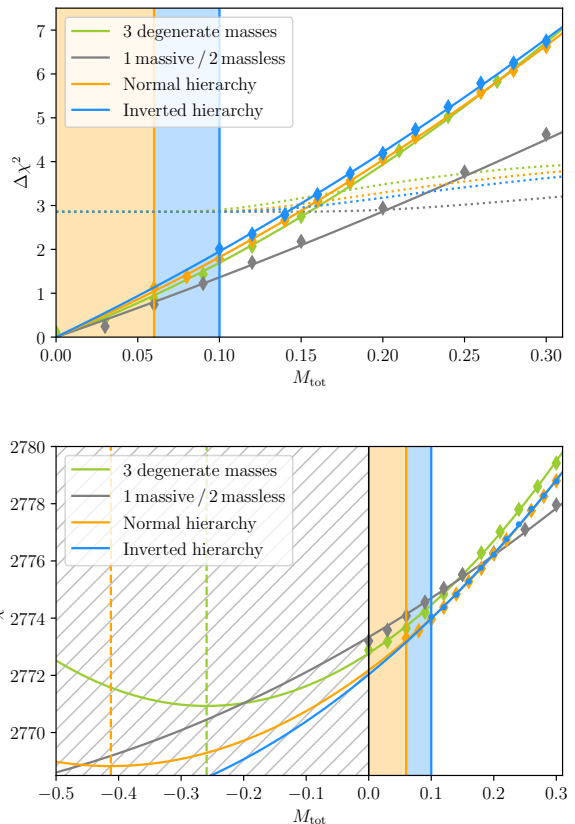 7
6
5
4
3
2
1
0
Δχ²
3 degenerate masses
1 massive / 2 massless
Normal hierarchy
Inverted hierarchy
0.00 0.05 0.10 0.15 0.20 0.25 0.30
M_tot
2780
2778
2776
2774
2772
2770
3 degenerate masses
1 massive / 2 massless
Normal hierarchy
Inverted hierarchy
−0.5 −0.4 −0.3 −0.2 −0.1 0.0 0.1 0.2 0.3
M_tot